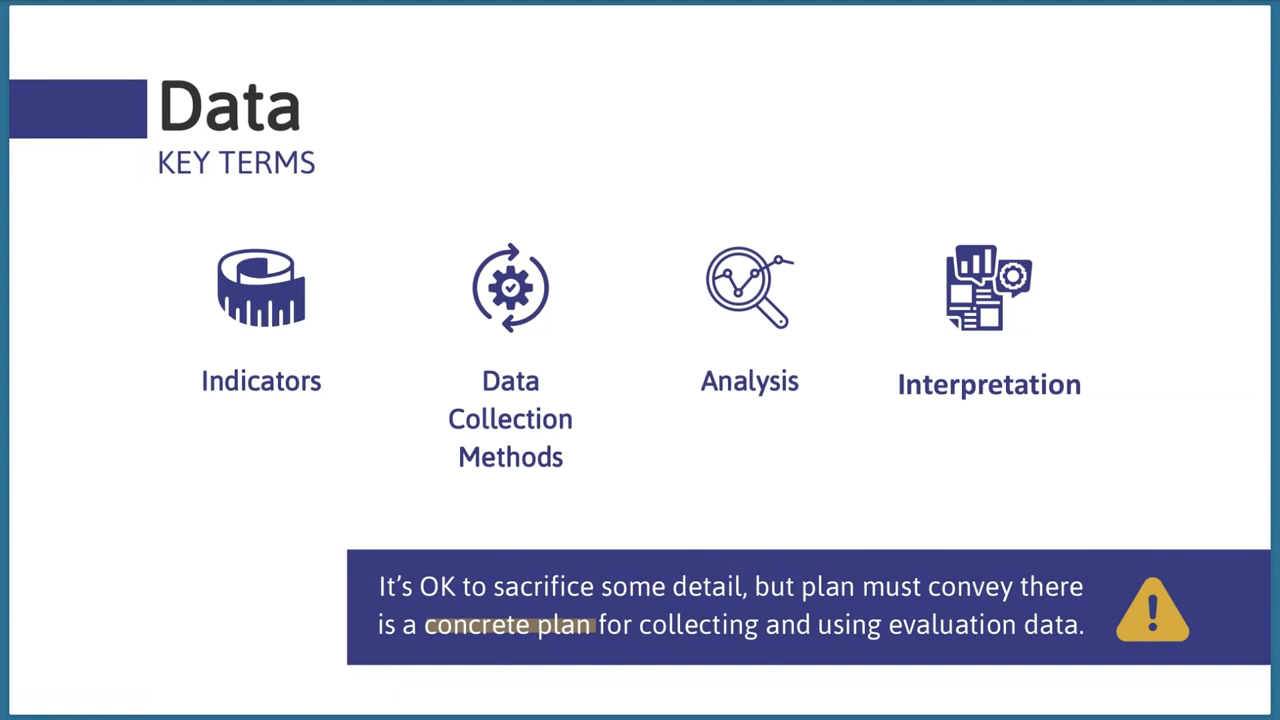 Data
KEY TERMS
Indicators
Data
Collection
Methods
Analysis
Interpretation
It’s OK to sacrifice some detail, but plan must convey there
is a concrete plan for collecting and using evaluation data.